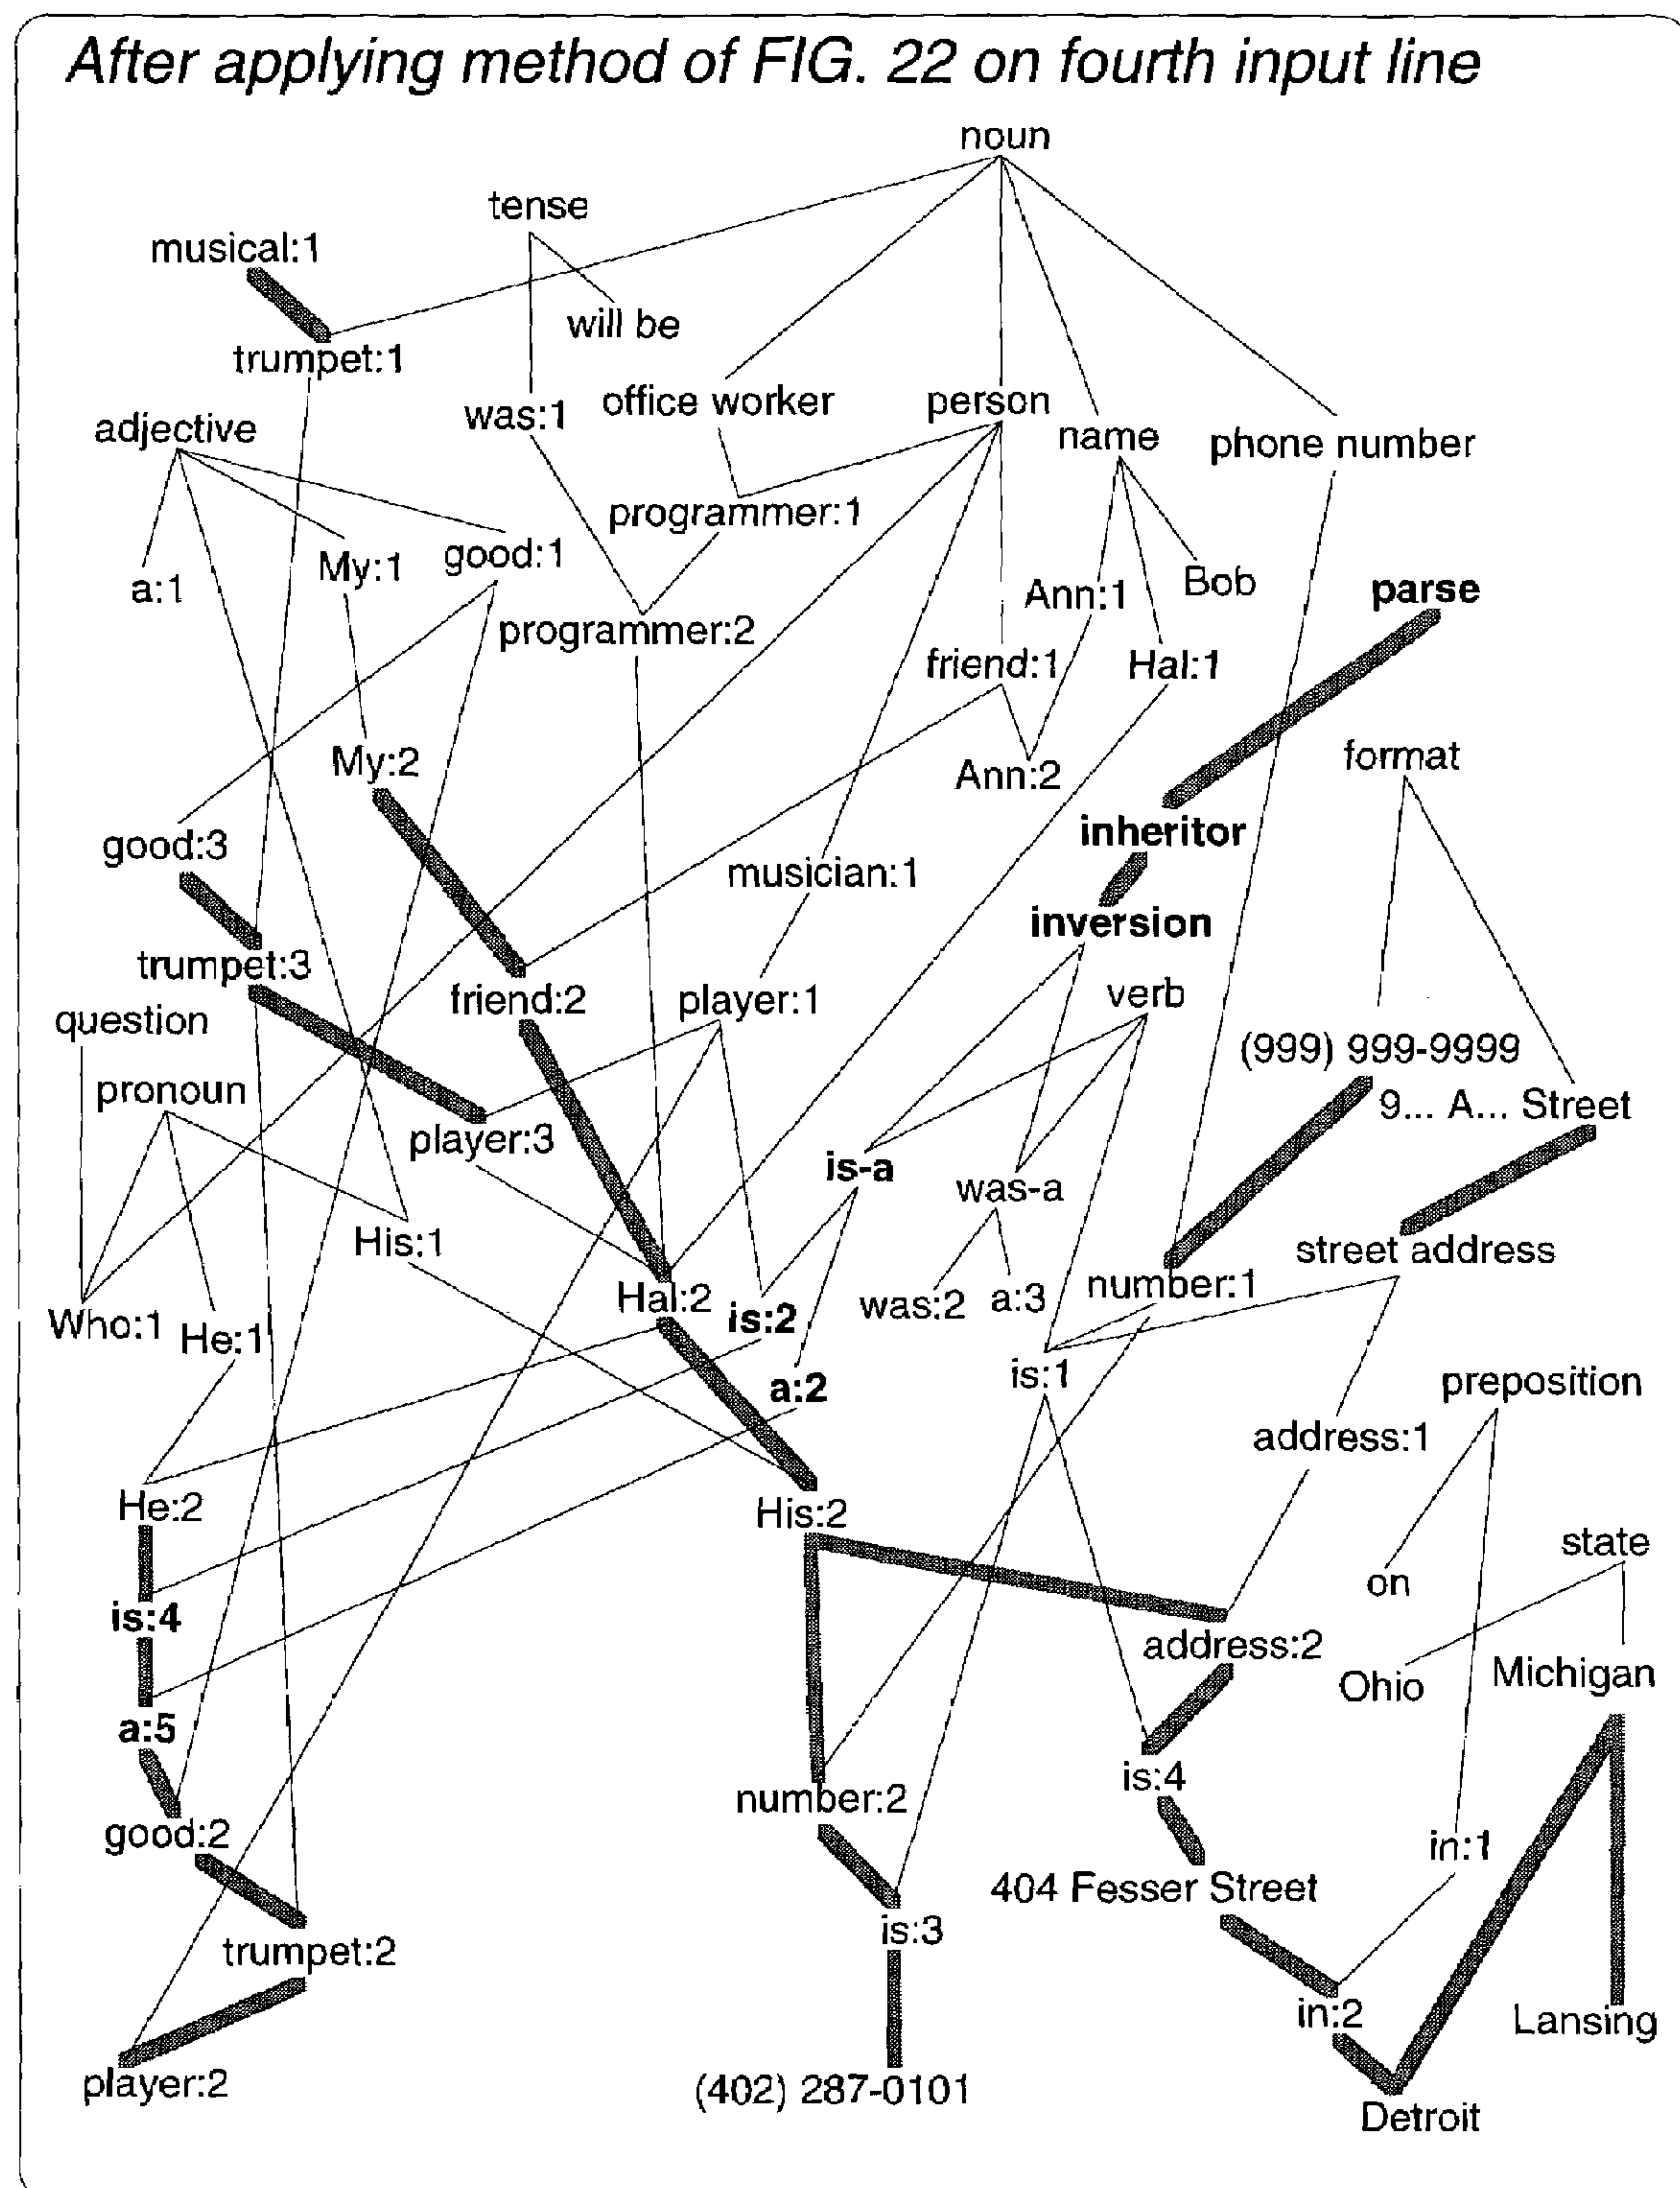 After applying method of FIG. 22 on fourth input line
noun
tense
musical:1
will be
trumpet:1
office worker
person
was:1
adjective
name
phone number
programmer:1
good:1
My:1
a:1
Ann:1
Bob
parse
programmer:2
friend:1
Hal:1
My:2
Ann:2
format
inheritor
good:3
musician:1
inversion
trumpet:3
friend:2
player:1
verb
question
(999) 999-9999
pronoun
9... A... Street
player:3
is-a
was-a
His:1
street address
number:1
Hal:2
was:2
a:3
is:2
Who:1
He:1
is:1
a:2
preposition
address:1
He:2
His:2
state
on
is:4
address:2
Ohio
Michigan
a:5
is:4
number:2
good:2
in:1
404 Fesser Street
is:3
trumpet:2
in:2
Lansing
player:2
(402) 287-0101
Detroit